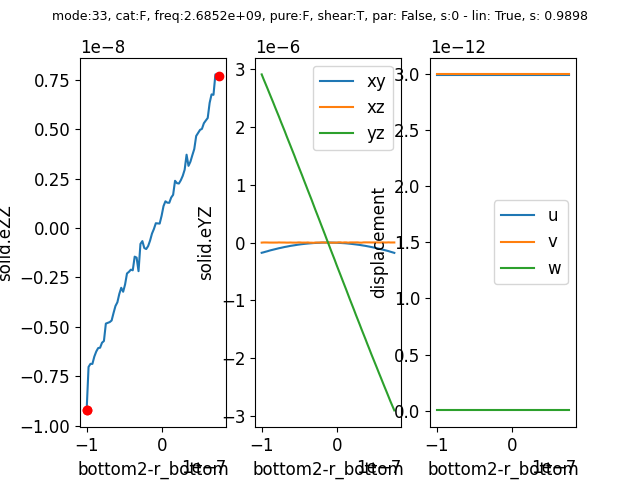 mode:33, cat:F, freq:2.6852e+09, pure:F, shear:T, par: False, s:0 - lin: True, s: 0.9898
1e−8
0.75
0.50
0.25
0.00
−0.25
−0.50
−0.75
−1.00
solid.eZZ
−1
0
1e−7
bottom2-r_bottom
1e−6
3
2
1
0
−1
−2
−3
solid.eYZ
xy
xz
yz
−1
0
1e−7
bottom2-r_bottom
1e−12
3.0
2.5
2.0
1.5
1.0
0.5
0.0
displacement
u
v
w
−1
0
1e−7
bottom2-r_bottom